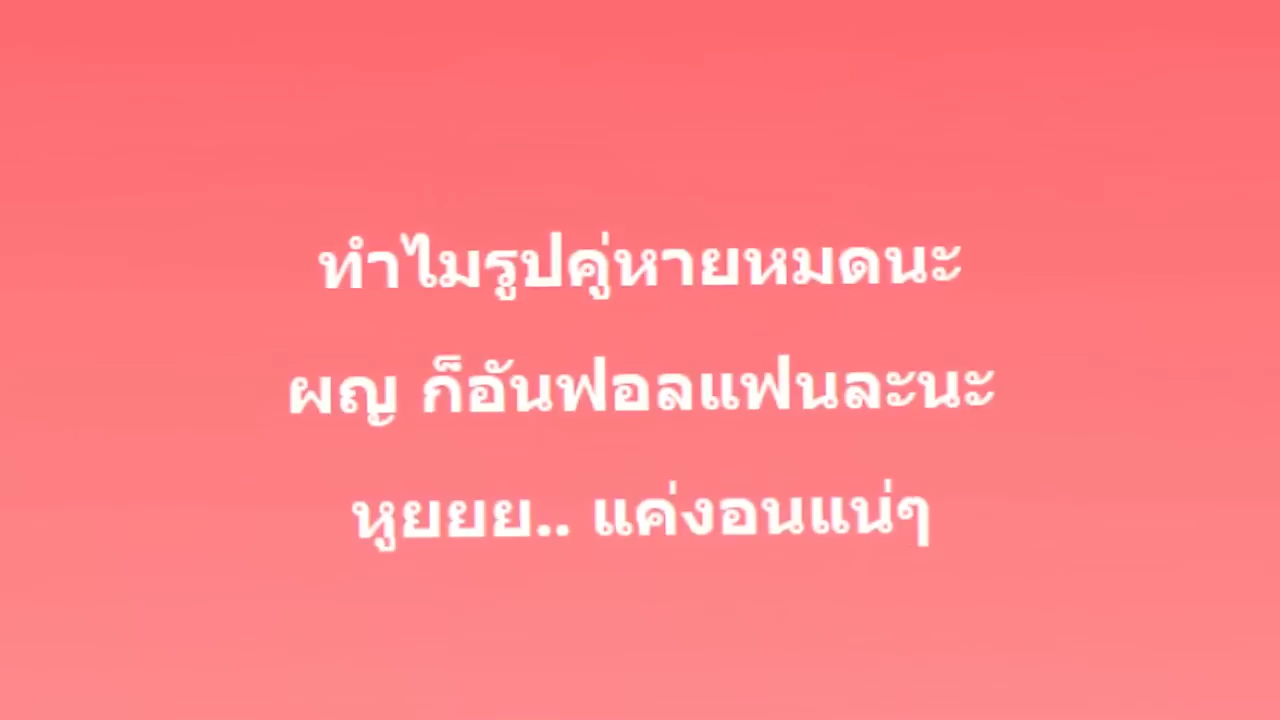 ทำไมรูปคู่หายหมดนะ
ผญ ก็อันฟอลแฟนละนะ
หูยยย.. แค่งอนแน่ๆ